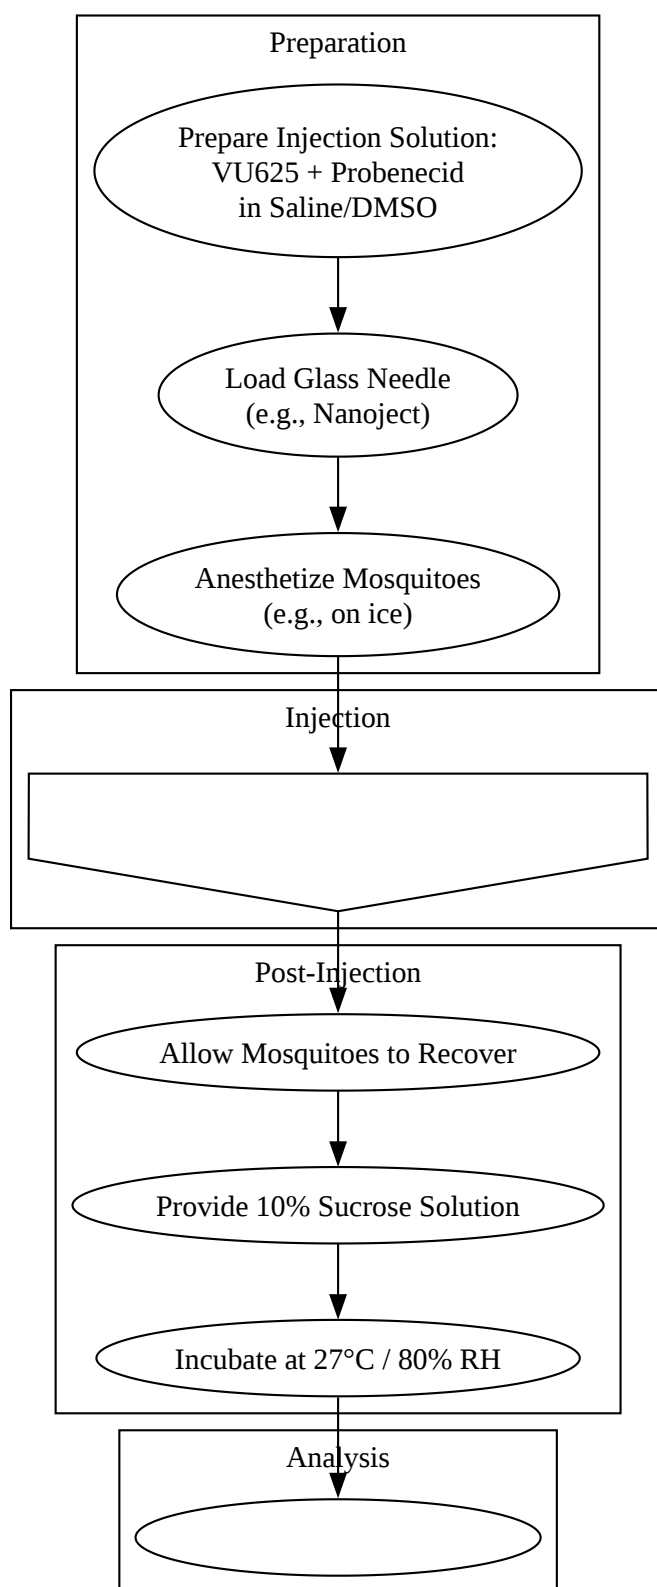 Preparation
Prepare Injection Solution:
VU625 + Probenecid
in Saline/DMSO
Load Glass Needle
(e.g., Nanoject)
Anesthetize Mosquitoes
(e.g., on ice)
Injection
Post-Injection
Allow Mosquitoes to Recover
Provide 10% Sucrose Solution
Incubate at 27°C / 80% RH
Analysis